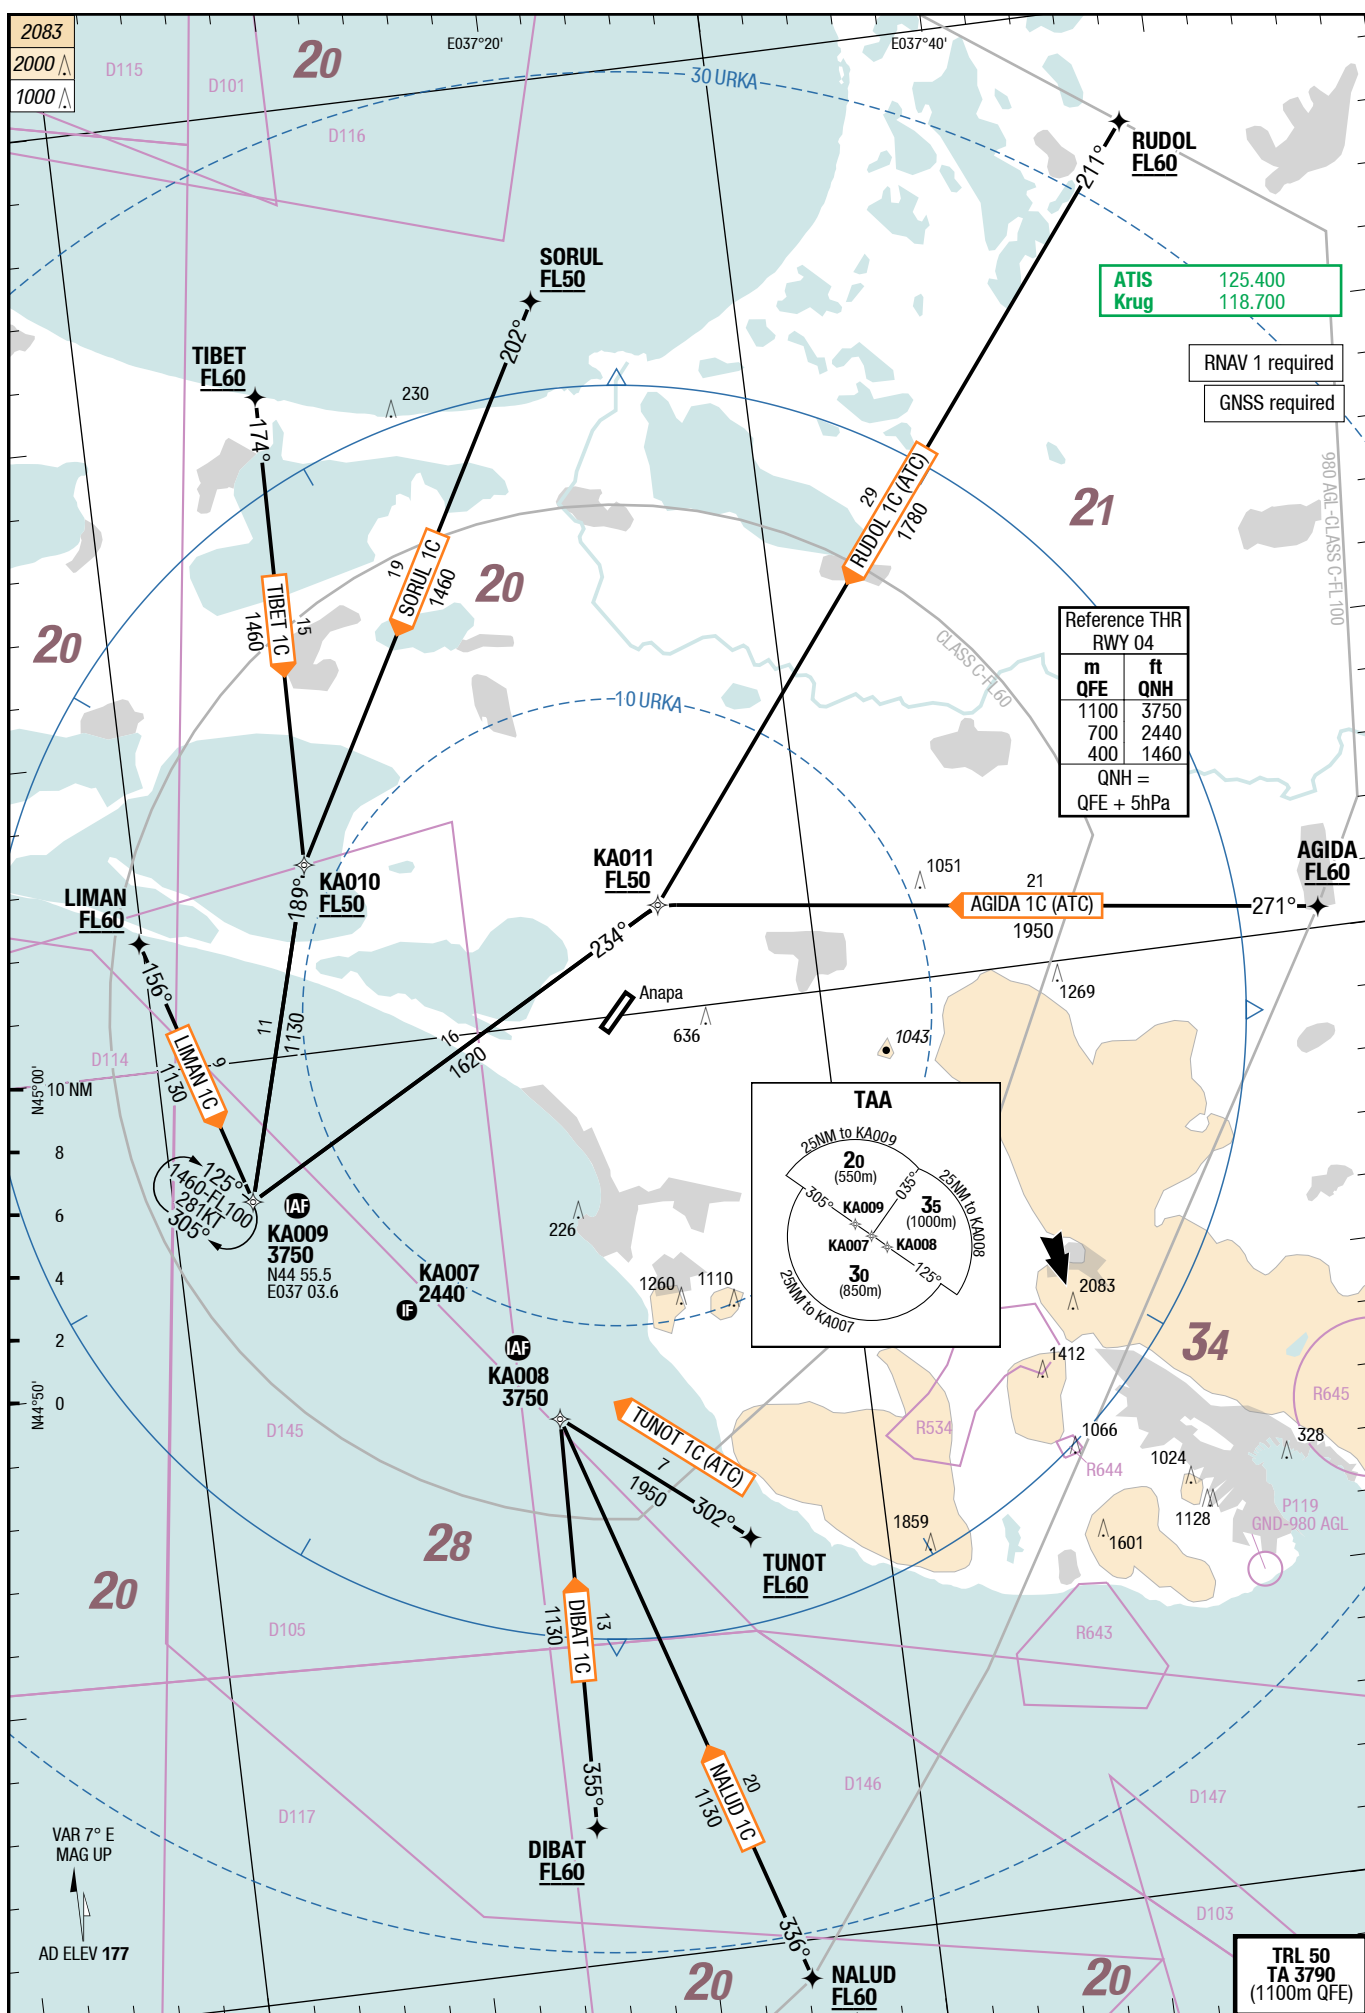 2083
2000
1000
D115
D101
20
D116
E037°20'
E037°40'
30 URKA
RUDOL
FL60
211°
SORUL
FL50
202°
ATIS 125.400
Krug 118.700
RNAV 1 required
GNSS required
TIBET
FL60
174°
230
29
RUDOL 1C (ATC)
1780
21
980 AGL-CLASS C-FL100
19
SORUL 1C
1460
20
TIBET 1C
15
1460
20
CLASS C-FL60
Reference THR
RWY 04
m ft
QFE QNH
1100 3750
700 2440
400 1460
QNH =
QFE + 5hPa
10 URKA
KA011
FL50
1051
21
AGIDA 1C (ATC)
1950
271°
AGIDA
FL60
KA010
FL50
189°
LIMAN
FL60
156°
234°
Anapa
636
1269
1043
11
1130
16
1620
D114
LIMAN 1C
9
1130
N45°00'
10 NM
8
6
4
2
0
N44°50'
125°
1460-FL100
281KT
305°
IAF
KA009
3750
N44 55.5
E037 03.6
226
KA007
2440
IF
IAF
KA008
3750
1260
1110
TAA
25NM to KA009
20
(550m)
305°
035°
25NM to KA008
35
(1000m)
KA009
KA007
KA008
30
(850m)
125°
25NM to KA007
2083
34
1412
R645
R534
1066
R644
328
1024
1128
P119
GND-980 AGL
1859
1601
D145
TUNOT 1C (ATC)
7
1950
302°
TUNOT
FL60
28
20
DIBAT 1C
13
1130
D105
R643
355°
DIBAT
FL60
NALUD 1C
20
1130
D146
D147
D117
336°
NALUD
FL60
D103
20
20
VAR 7° E
MAG UP
AD ELEV 177
TRL 50
TA 3790
(1100m QFE)